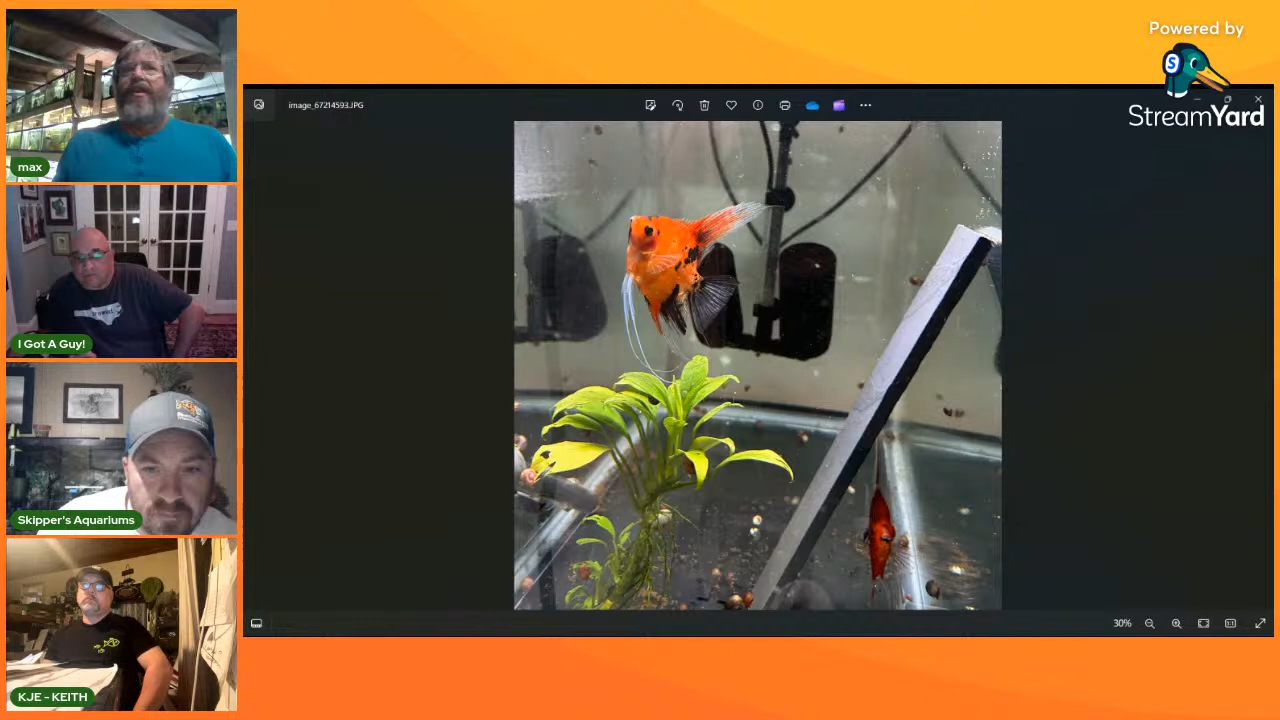 Powered by
StreamYard
image_67214593.JPG
max
I Got A Guy!
Skipper's Aquariums
KJE - KEITH
30%